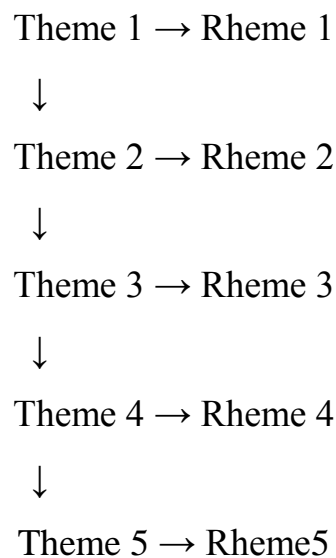 Theme 1 → Rheme 1
↓
Theme 2 → Rheme 2
↓
Theme 3 → Rheme 3
↓
Theme 4 → Rheme 4
↓
Theme 5 → Rheme5